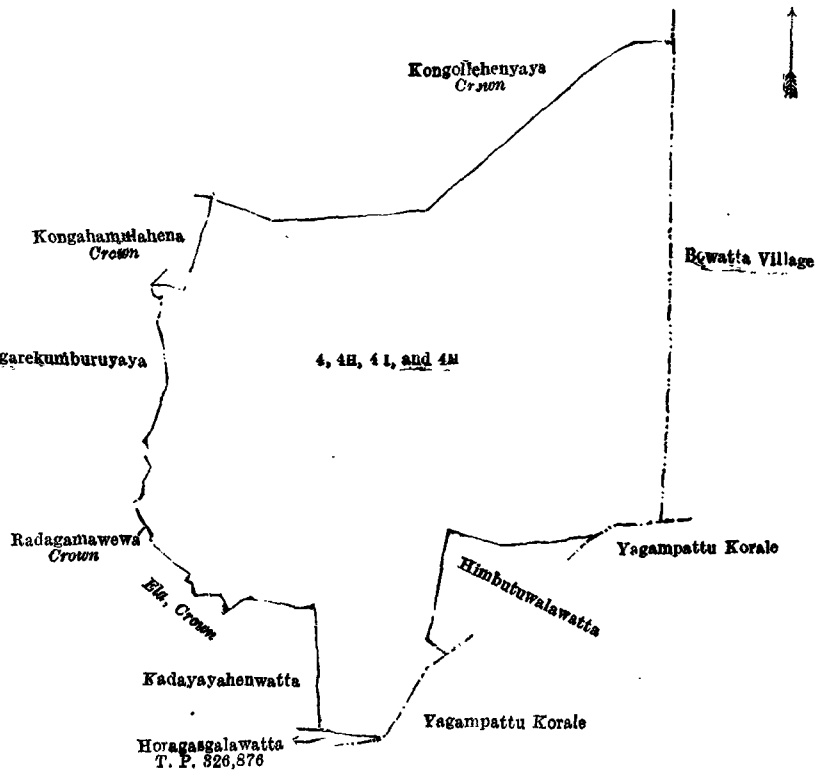 Kongollehenyaya
Crown
Kongahamulahena
Crown
Bowatta Village
garekumburuyaya
4, 4H, 4 I, and 4M
Radagamawewa
Crown
Yagampattu Korale
Himbutuwalawatta
Ela, Crown
Kadayayahenwatta
Yagampattu Korale
Horagasgalawatta
T. P. 326,876